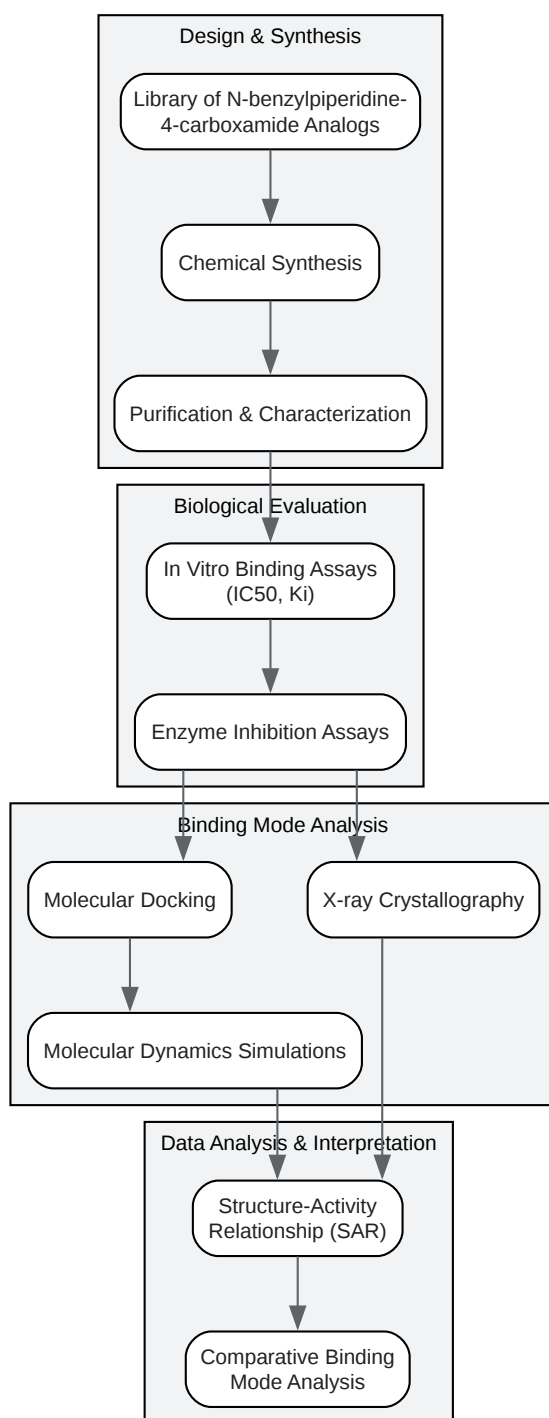 Design & Synthesis
Library of N-benzylpiperidine-
4-carboxamide Analogs
Chemical Synthesis
Purification & Characterization
Biological Evaluation
In Vitro Binding Assays
(IC50, Ki)
Enzyme Inhibition Assays
Binding Mode Analysis
Molecular Docking
X-ray Crystallography
Molecular Dynamics Simulations
Data Analysis & Interpretation
Structure-Activity
Relationship (SAR)
Comparative Binding
Mode Analysis